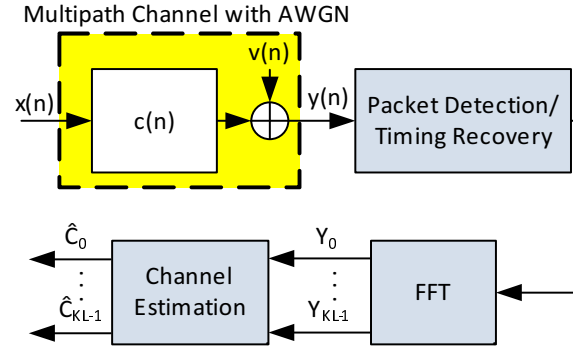 Multipath Channel with AWGN
v(n)
x(n)
c(n)
y(n)
Packet Detection/
Timing Recovery
Ĉ0
⋮
ĈKL-1
Channel
Estimation
Y0
⋮
YKL-1
FFT